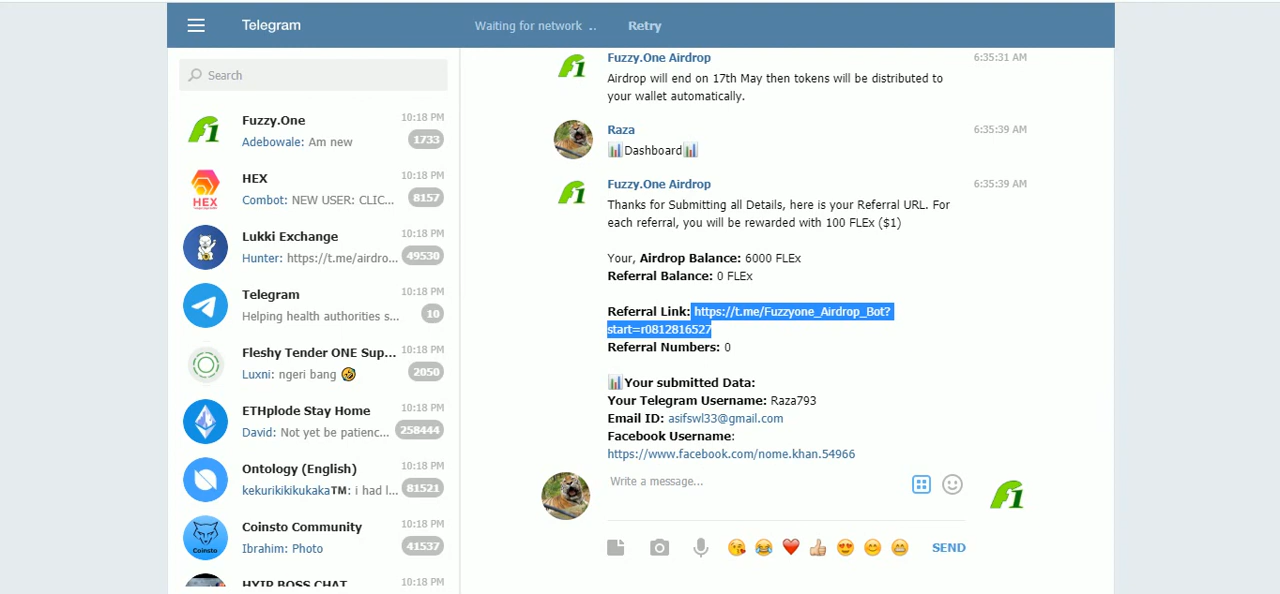 Telegram
Waiting for network ..
Retry
Search
Fuzzy.One
10:18 PM
Adebowale: Am new
1733
HEX
10:18 PM
Combot: NEW USER: CLIC...
8157
HEX
Lukki Exchange
10:18 PM
Hunter: https://t.me/airdro...
49530
Telegram
10:18 PM
Helping health authorities s...
10
Fleshy Tender ONE Sup...
10:18 PM
Luxni: ngeri bang 🤣
2050
ETHplode Stay Home
10:18 PM
David: Not yet be patienc...
258444
Ontology (English)
10:18 PM
kekurikikikukaka™️: i had l...
81521
Coinsto Community
10:18 PM
Ibrahim: Photo
41537
Coinsto
HYIP BOSS CHAT
10:18 PM
Fuzzy.One Airdrop
6:35:31 AM
Airdrop will end on 17th May then tokens will be distributed to
your wallet automatically.
Raza
6:35:39 AM
📊Dashboard📊
Fuzzy.One Airdrop
6:35:39 AM
Thanks for Submitting all Details, here is your Referral URL. For
each referral, you will be rewarded with 100 FLEx ($1)
Your, Airdrop Balance: 6000 FLEx
Referral Balance: 0 FLEx
Referral Link: https://t.me/Fuzzyone_Airdrop_Bot?
start=r0812816527
Referral Numbers: 0
📊Your submitted Data:
Your Telegram Username: Raza793
Email ID: asifswl33@gmail.com
Facebook Username:
https://www.facebook.com/nome.khan.54966
Write a message...
SEND